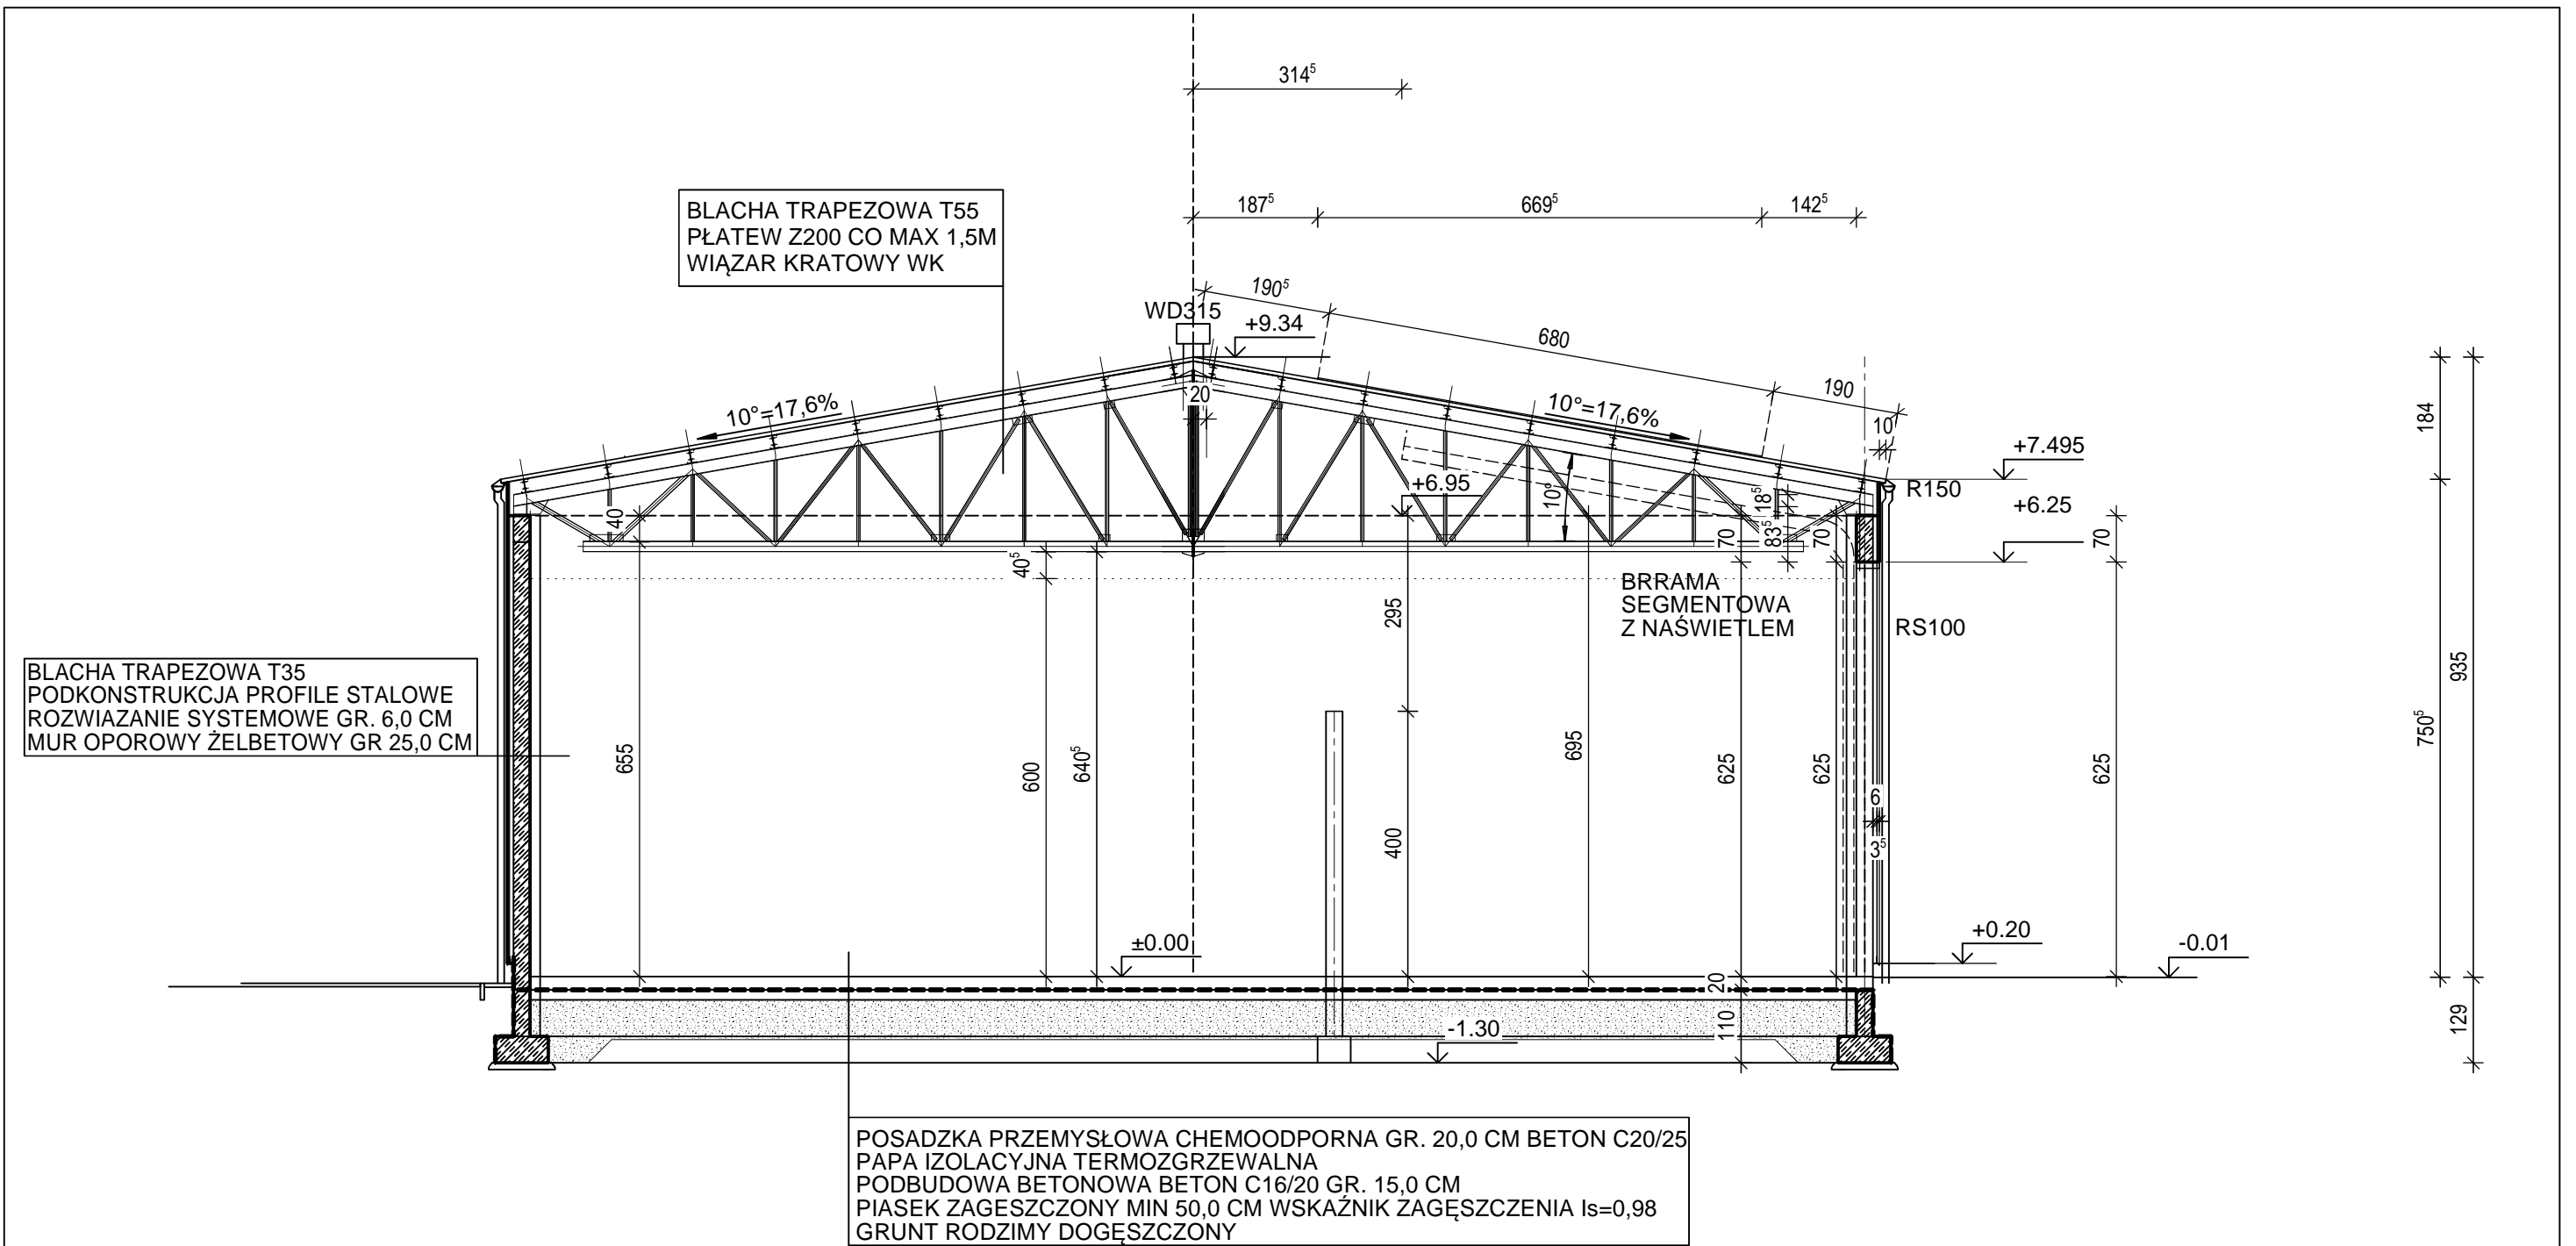 314⁵
187⁵
669⁵
142⁵
BLACHA TRAPEZOWA T55
PŁATEW Z200 CO MAX 1,5M
WIĄZAR KRATOWY WK
190⁵
680
190
WD315
+9.34
20
10°=17,6%
10°=17,6%
10
184
+7.495
R150
+6.25
+6.95
10°
18⁵
83⁵
70
70
70
40
40⁵
BRRAMA
SEGMENTOWA
Z NAŚWIETLEM
RS100
295
BLACHA TRAPEZOWA T35
PODKONSTRUKCJA PROFILE STALOWE
ROZWIAZANIE SYSTEMOWE GR. 6,0 CM
MUR OPOROWY ŻELBETOWY GR 25,0 CM
655
600
640⁵
400
695
625
625
625
750⁵
935
6
3⁵
±0.00
+0.20
-0.01
20
110
129
-1.30
POSADZKA PRZEMYSŁOWA CHEMOODPORNA GR. 20,0 CM BETON C20/25
PAPA IZOLACYJNA TERMOZGRZEWALNA
PODBUDOWA BETONOWA BETON C16/20 GR. 15,0 CM
PIASEK ZAGESZCZONY MIN 50,0 CM WSKAŹNIK ZAGĘSZCZENIA Is=0,98
GRUNT RODZIMY DOGĘSZCZONY